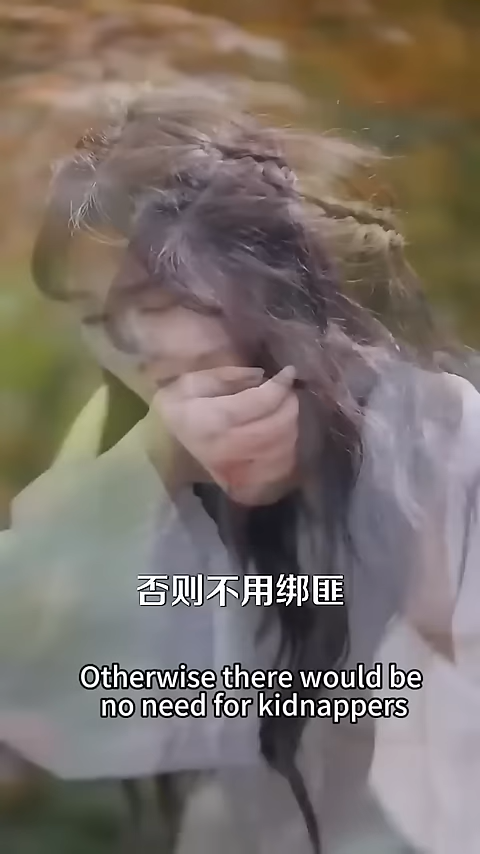 否则不用绑匪
Otherwise there would be
no need for kidnappers